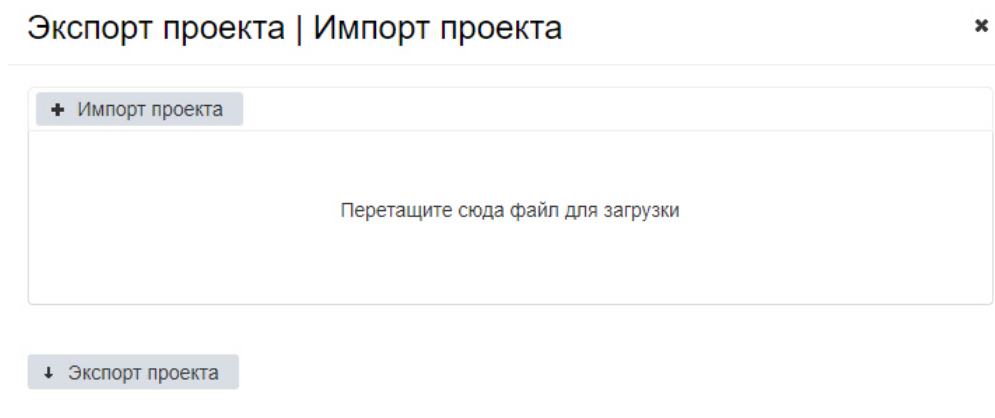 Экспорт проекта | Импорт проекта
Импорт проекта
Перетащите сюда файл для загрузки
Экспорт проекта